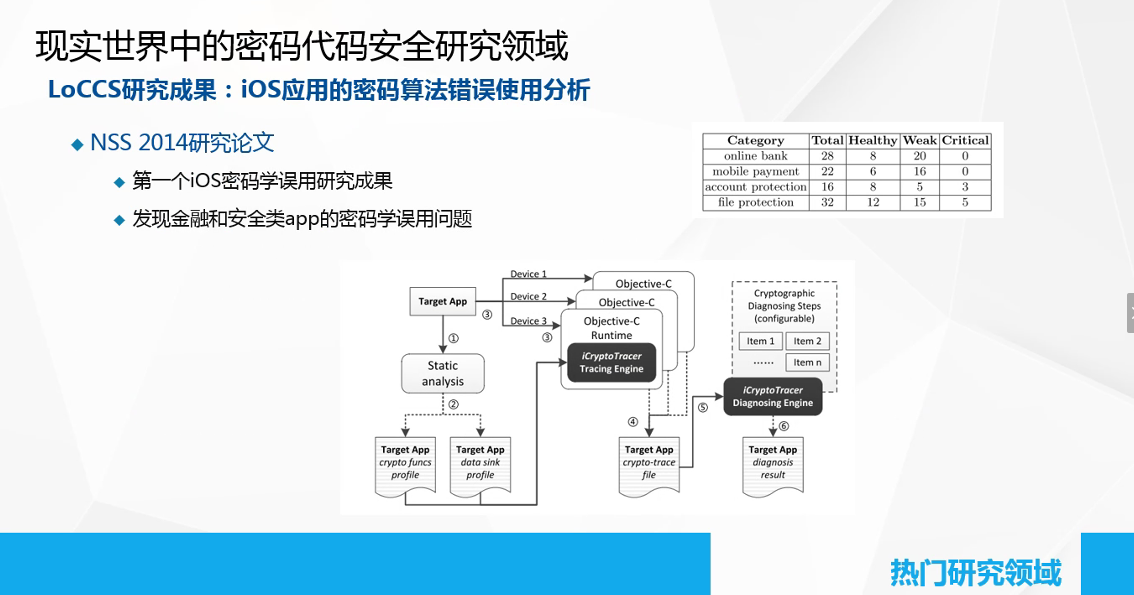 现实世界中的密码代码安全研究领域
LoCCS研究成果：iOS应用的密码算法错误使用分析
NSS 2014研究论文
第一个iOS密码学误用研究成果
发现金融和安全类app的密码学误用问题
Category Total Healthy Weak Critical
online bank 28 8 20 0
mobile payment 22 6 16 0
account protection 16 8 5 3
file protection 32 12 15 5
Target App
③
Device 1
Device 2
Device 3
③
Objective-C
Objective-C
Objective-C
Runtime
iCryptoTracer
Tracing Engine
①
Static
analysis
②
Target App
crypto funcs
profile
Target App
data sink
profile
④
Target App
crypto-trace
file
⑤
Cryptographic
Diagnosing Steps
(configurable)
Item 1 Item 2
...... Item n
iCryptoTracer
Diagnosing Engine
⑥
Target App
diagnosis
result
热门研究领域